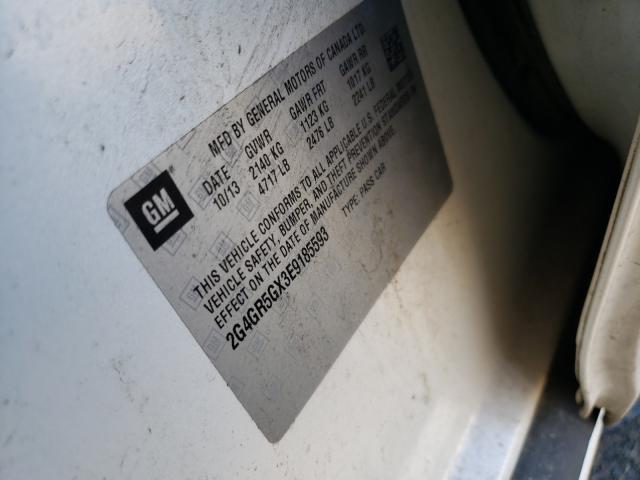 GM
MFD BY GENERAL MOTORS OF CANADA LTD
DATE GVWR GAWR FRT GAWR RR
10/13 2140 KG 1123 KG 1017 KG
4717 LB 2476 LB 2241 LB
THIS VEHICLE CONFORMS TO ALL APPLICABLE U.S. FEDERAL MOTOR
VEHICLE SAFETY, BUMPER, AND THEFT PREVENTION STANDARDS IN
EFFECT ON THE DATE OF MANUFACTURE SHOWN ABOVE.
2G4GR5GX3E9185593 TYPE: PASS CAR